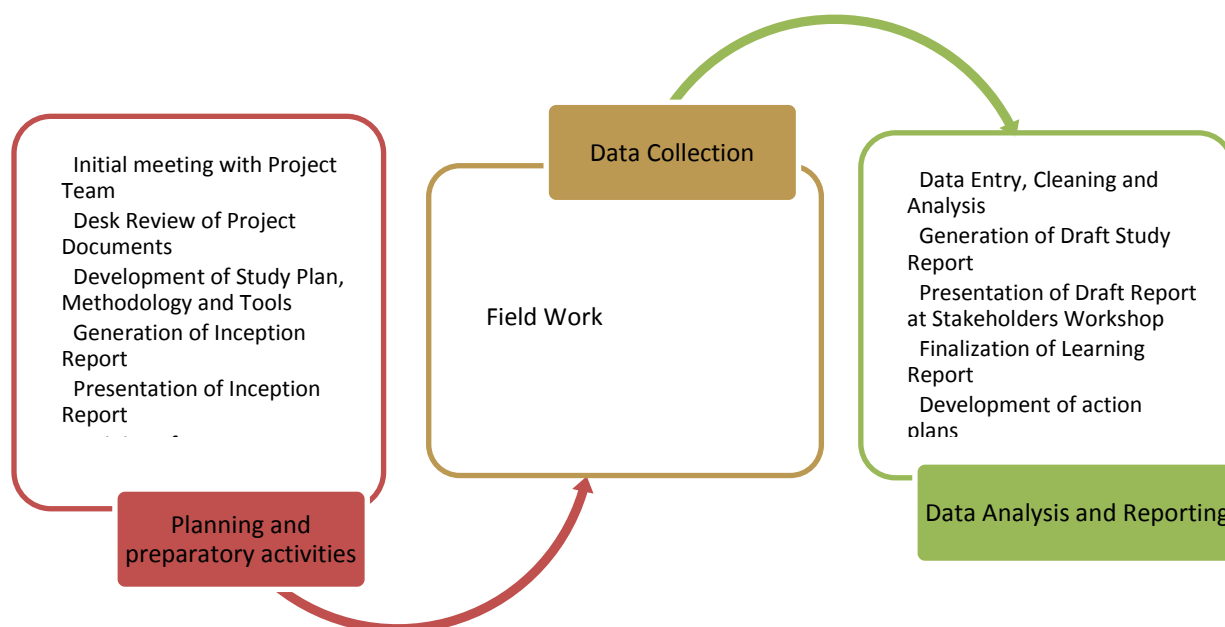 Initial meeting with Project
Team
Desk Review of Project
Documents
Development of Study Plan,
Methodology and Tools
Generation of Inception
Report
Presentation of Inception
Report
Planning and
preparatory activities
Data Collection
Field Work
Data Entry, Cleaning and
Analysis
Generation of Draft Study
Report
Presentation of Draft Report
at Stakeholders Workshop
Finalization of Learning
Report
Development of action
plans
Data Analysis and Reporting